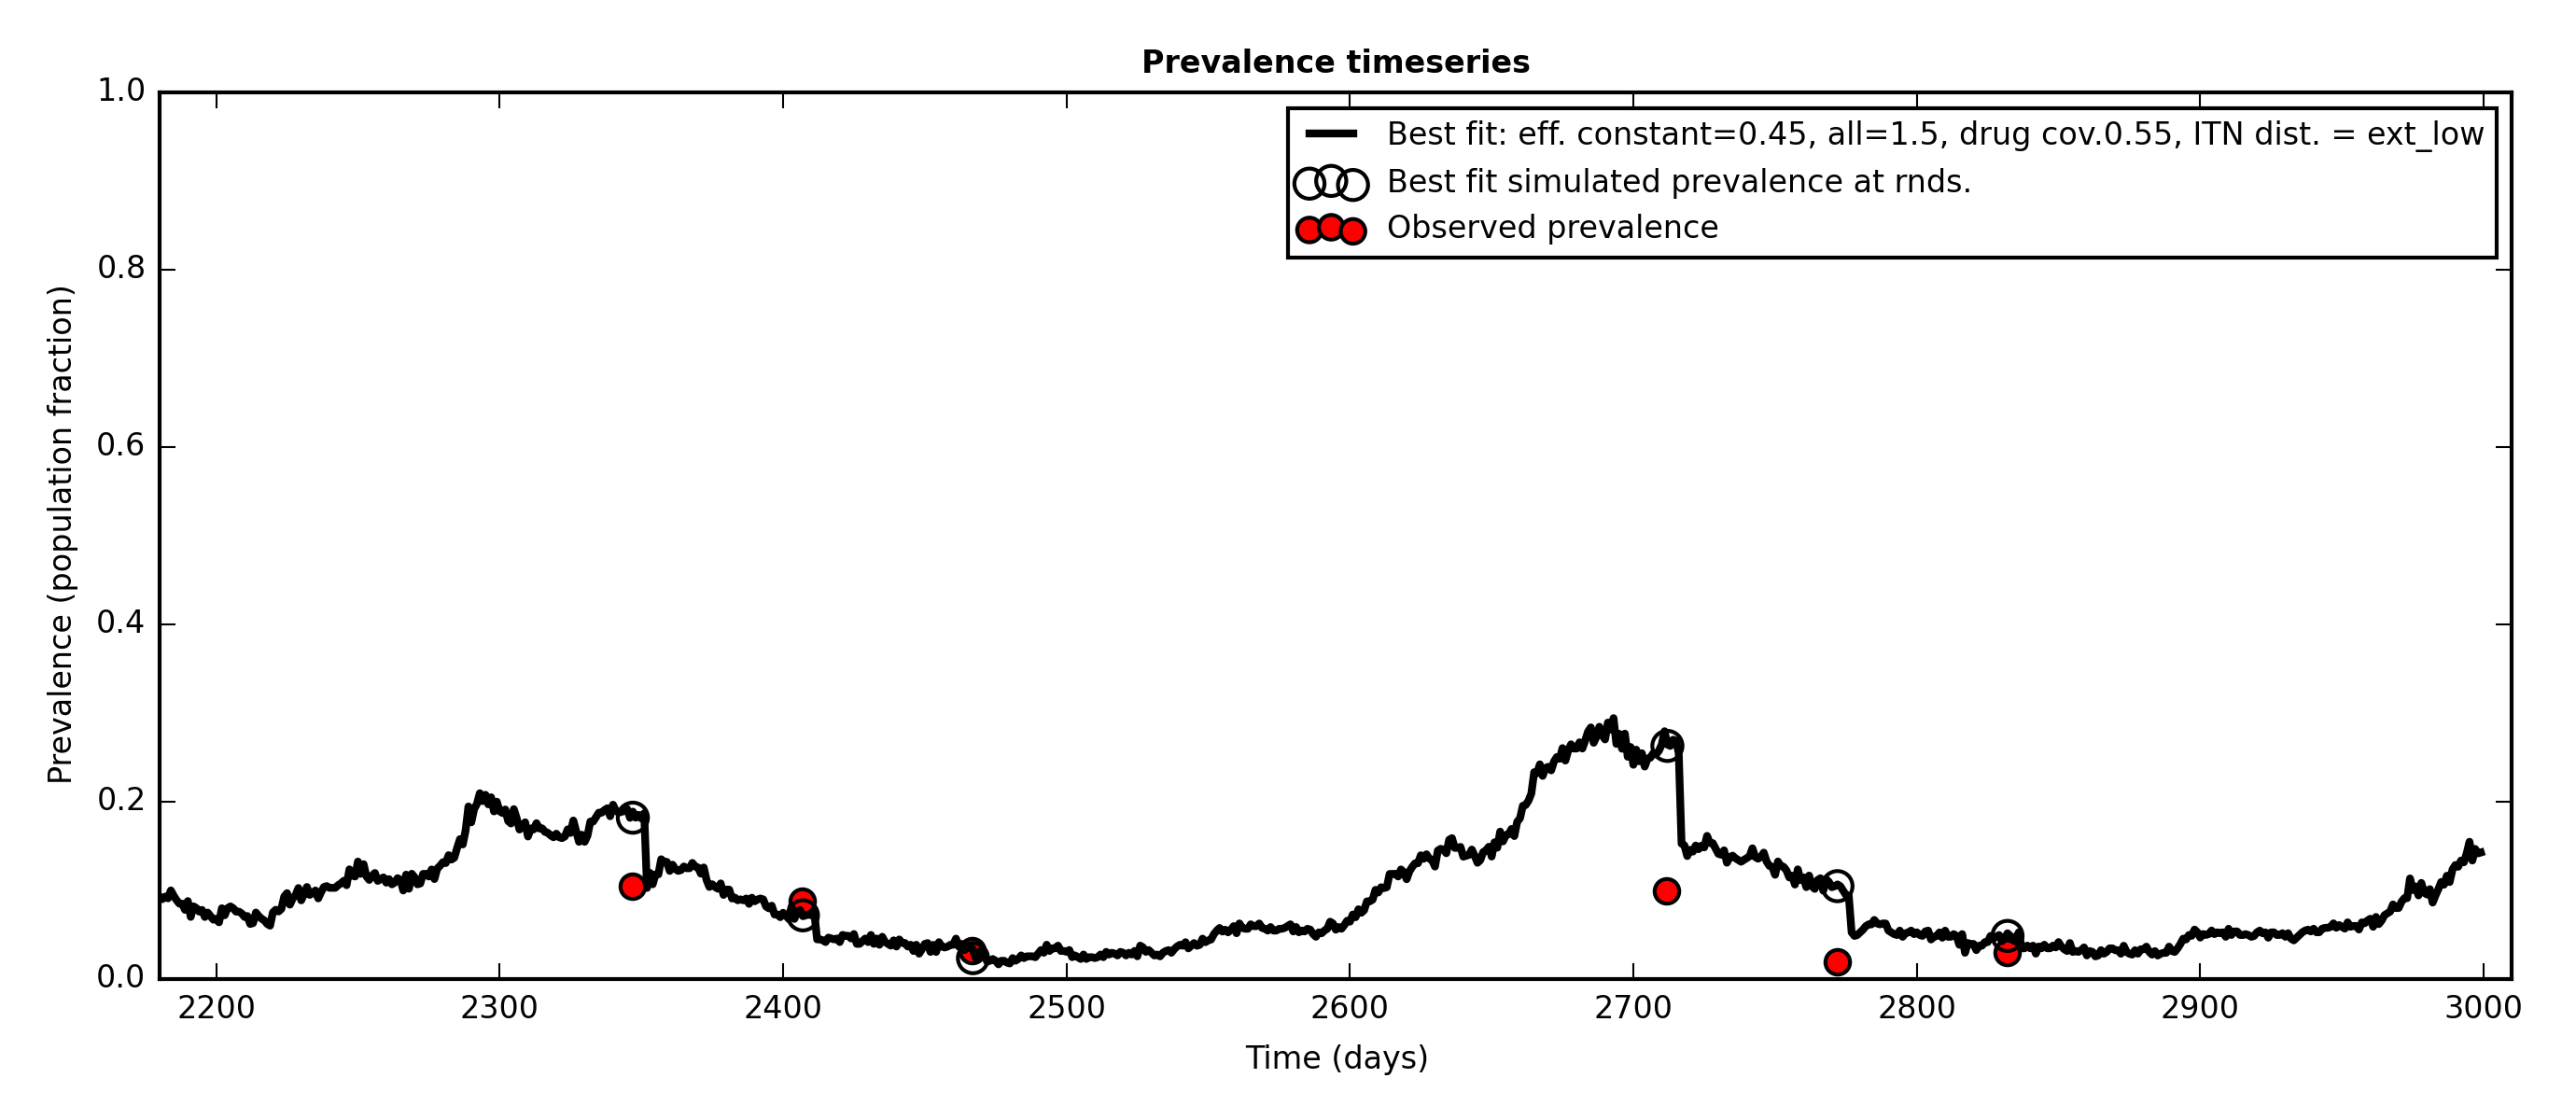 Prevalence timeseries
Best fit: eff. constant=0.45, all=1.5, drug cov.0.55, ITN dist. = ext_low
Best fit simulated prevalence at rnds.
Observed prevalence
Prevalence (population fraction)
1.0
0.8
0.6
0.4
0.2
0.0
2200 2300 2400 2500 2600 2700 2800 2900 3000
Time (days)